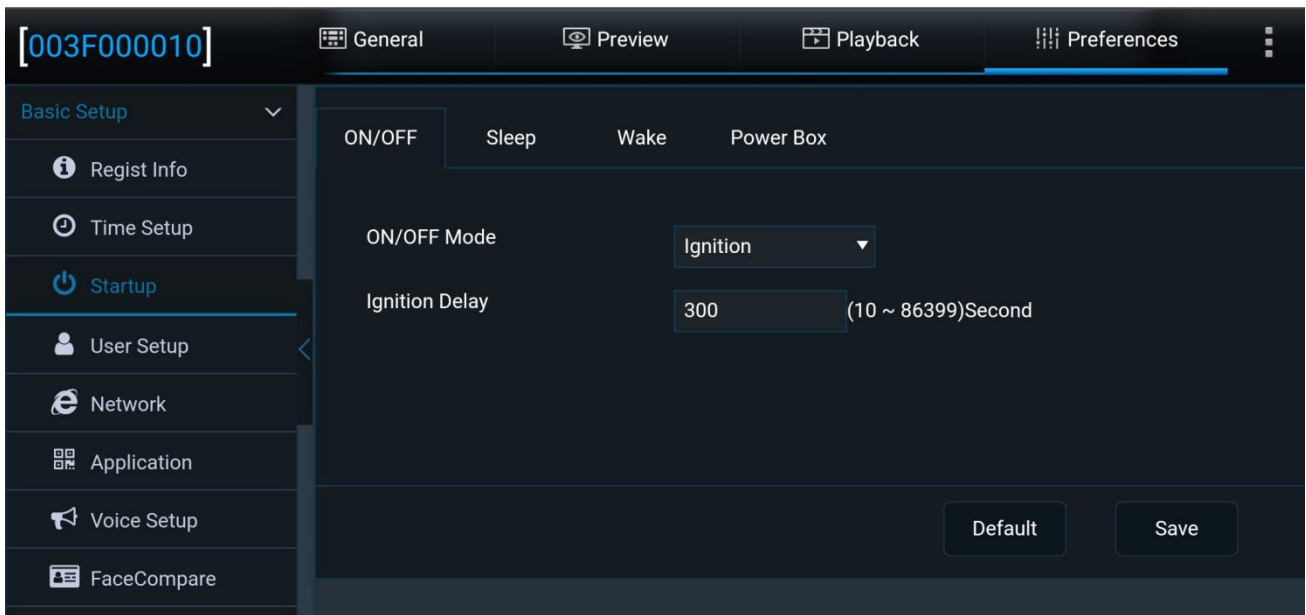 [003F000010]
General
Preview
Playback
Preferences
Basic Setup
Regist Info
Time Setup
Startup
User Setup
Network
Application
Voice Setup
FaceCompare
ON/OFF
Sleep
Wake
Power Box
ON/OFF Mode
Ignition
Ignition Delay
300
(10 ~ 86399)Second
Default
Save